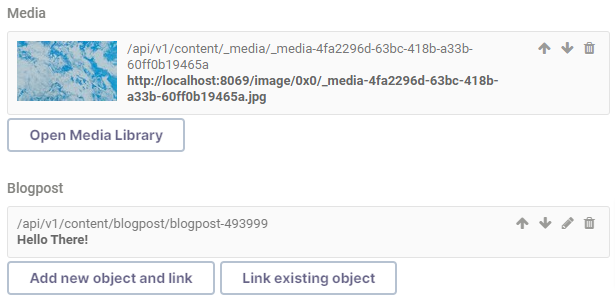 Media
/api/v1/content/_media/_media-4fa2296d-63bc-418b-a33b-
60ff0b19465a
http://localhost:8069/image/0x0/_media-4fa2296d-63bc-418b-
a33b-60ff0b19465a.jpg
Open Media Library
Blogpost
/api/v1/content/blogpost/blogpost-493999
Hello There!
Add new object and link
Link existing object